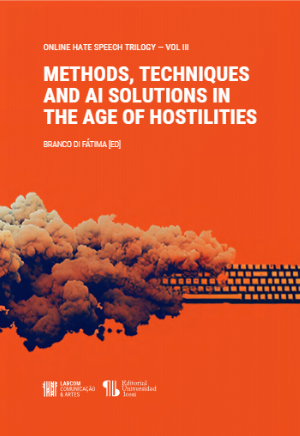 ONLINE HATE SPEECH TRILOGY – VOL III
METHODS, TECHNIQUES
AND AI SOLUTIONS IN
THE AGE OF HOSTILITIES
BRANCO DI FÁTIMA [ED]
LABCOM
COMUNICAÇÃO
& ARTES
Editorial
Universidad
Icesi